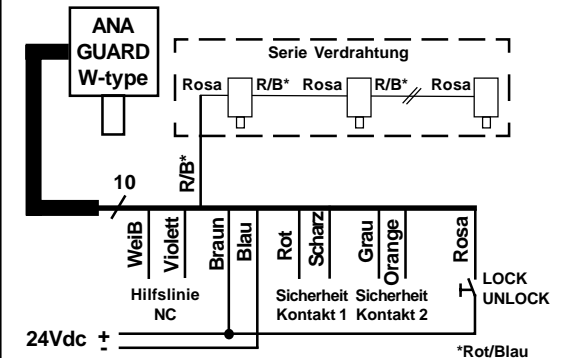 ANA
GUARD
W-type
Serie Verdrahtung
Rosa R/B* Rosa R/B* Rosa
R/B*
10
WeiB
Violett
Braun
Blau
Rot
Scharz
Grau
Orange
Rosa
Hilfslinie
NC
Sicherheit
Kontakt 1
Sicherheit
Kontakt 2
LOCK
UNLOCK
24Vdc +
-
*Rot/Blau